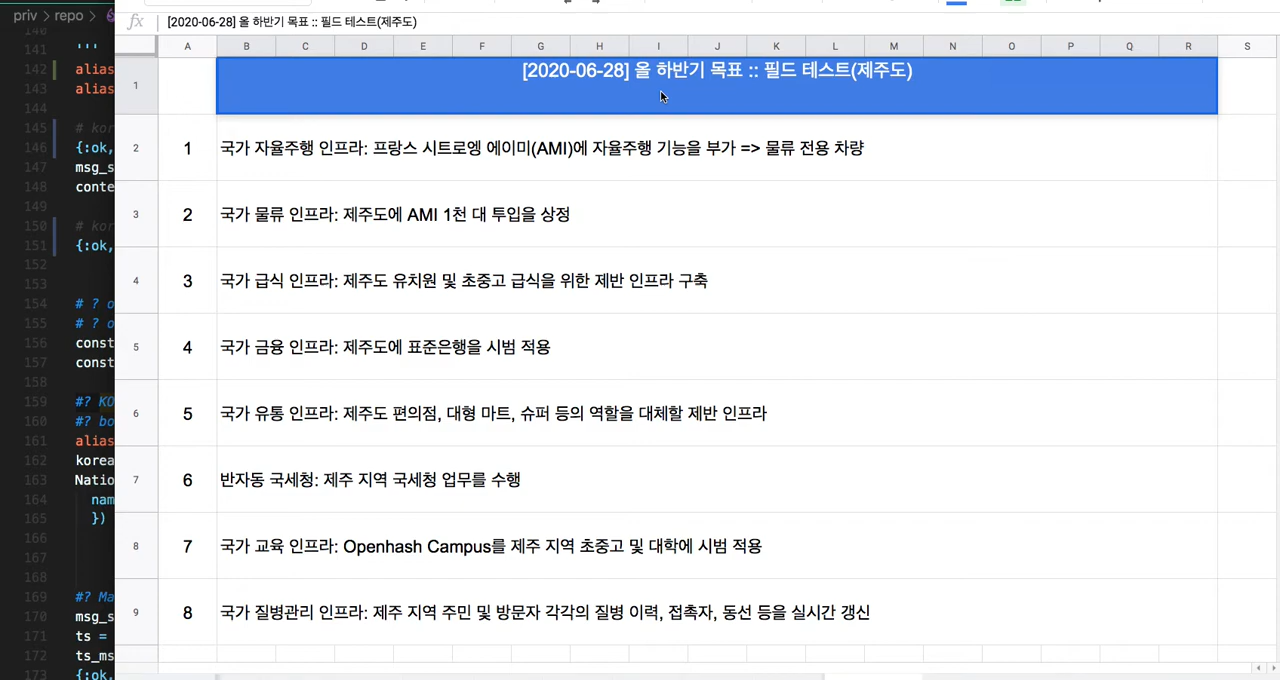 priv > repo >
[2020-06-28] 올 하반기 목표 :: 필드 테스트(제주도)
A B C D E F G H I J K L M N O P Q R S
1 [2020-06-28] 올 하반기 목표 :: 필드 테스트(제주도)
2 1 국가 자율주행 인프라: 프랑스 시트로엥 에이미(AMI)에 자율주행 기능을 부가 => 물류 전용 차량
3 2 국가 물류 인프라: 제주도에 AMI 1천 대 투입을 상정
4 3 국가 급식 인프라: 제주도 유치원 및 초중고 급식을 위한 제반 인프라 구축
5 4 국가 금융 인프라: 제주도에 표준은행을 시범 적용
6 5 국가 유통 인프라: 제주도 편의점, 대형 마트, 슈퍼 등의 역할을 대체할 제반 인프라
7 6 반자동 국세청: 제주 지역 국세청 업무를 수행
8 7 국가 교육 인프라: Openhash Campus를 제주 지역 초중고 및 대학에 시범 적용
9 8 국가 질병관리 인프라: 제주 지역 주민 및 방문자 각각의 질병 이력, 접촉자, 동선 등을 실시간 갱신
140
141 '''
142 alias
143 alias
144
145 # kor
146 {:ok,
147 msg_s
148 conte
149
150 # kor
151 {:ok,
152
153
154 # ? o
155 # ? o
156 const
157 const
158
159 #? KO
160 #? bo
161 alias
162 korea
163 Natio
164 nam
165 })
166
167
168
169 #? Ma
170 msg_s
171 ts =
172 ts_ms
173 {:ok,